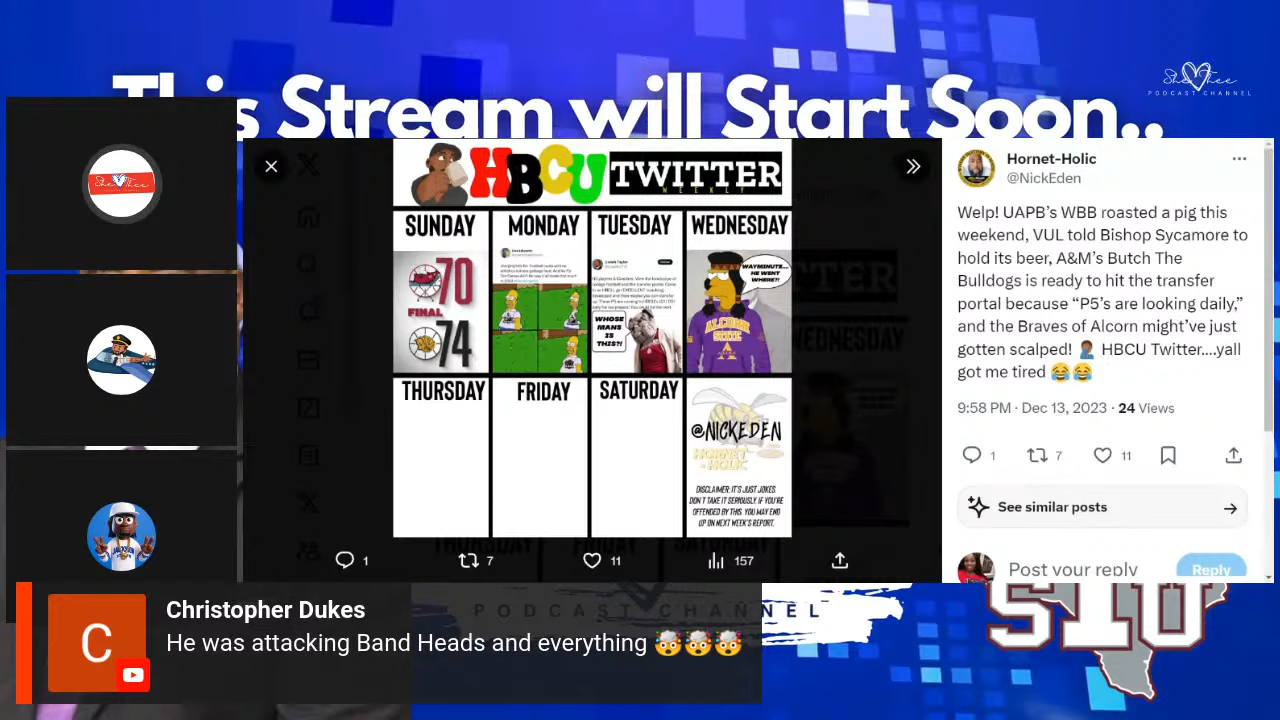 This Stream will Start Soon..
She Thee
PODCAST CHANNEL
She Thee
HBCU TWITTER
WEEKLY
SUNDAY
MONDAY
TUESDAY
WEDNESDAY
70
FINAL
74
WHOSE
MANS
IS
THIS?!
WAYMINUTE...
HE WENT
WHERE?!
ALCORN
STATE
THURSDAY
FRIDAY
SATURDAY
@NICKEDEN
HORNET
-HOLIC
DISCLAIMER: IT'S JUST JOKES.
DON'T TAKE IT SERIOUSLY. IF YOU'RE
OFFENDED BY THIS, YOU MAY END
UP ON NEXT WEEK'S REPORT.
1
7
11
157
Hornet-Holic
@NickEden
Welp! UAPB's WBB roasted a pig this
weekend, VUL told Bishop Sycamore to
hold its beer, A&M's Butch The
Bulldogs is ready to hit the transfer
portal because “P5's are looking daily,”
and the Braves of Alcorn might've just
gotten scalped! 🤦🏾‍♂️ HBCU Twitter....yall
got me tired 😂😂
9:58 PM · Dec 13, 2023 · 24 Views
1
7
11
See similar posts
Post your reply
Reply
JACKSON
PODCAST CHANNEL
C
Christopher Dukes
He was attacking Band Heads and everything 🤯🤯🤯